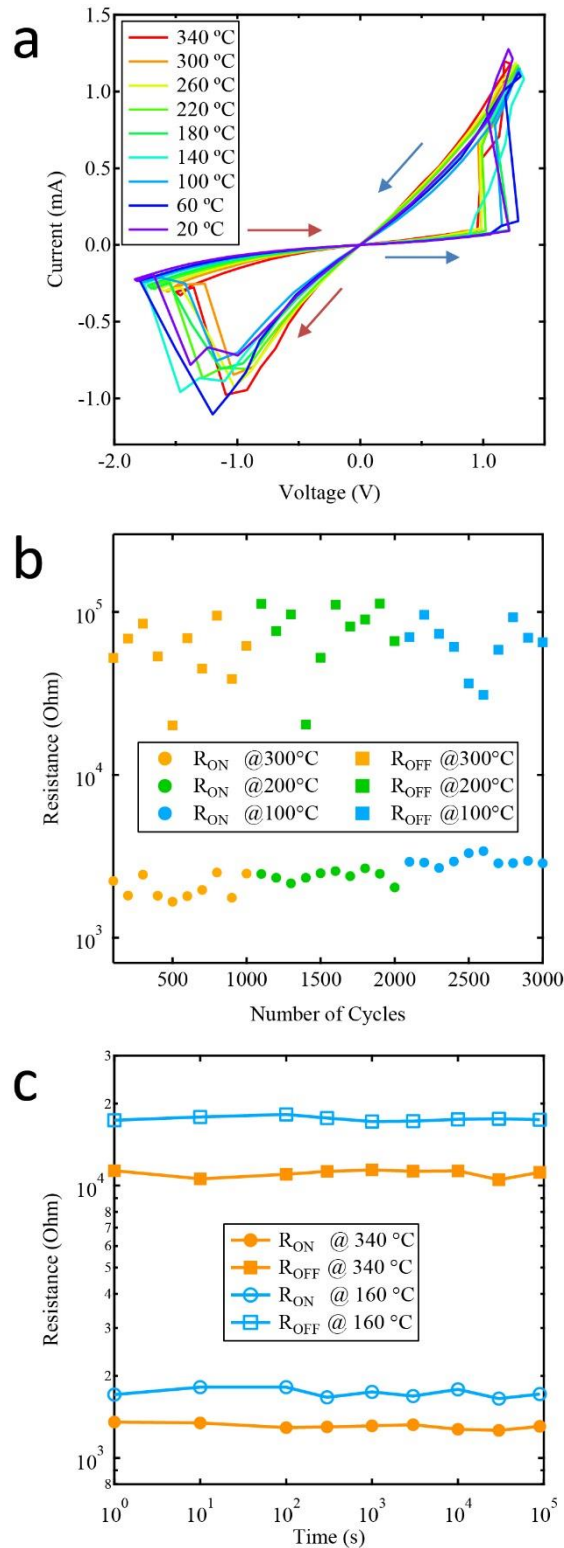 a
1.5
1.0
0.5
0.0
-0.5
-1.0
Current (mA)
340 ºC
300 ºC
260 ºC
220 ºC
180 ºC
140 ºC
100 ºC
60 ºC
20 ºC
-2.0 -1.0 0.0 1.0
Voltage (V)
b
10^5
10^4
10^3
Resistance (Ohm)
R_ON @300°C R_OFF @300°C
R_ON @200°C R_OFF @200°C
R_ON @100°C R_OFF @100°C
500 1000 1500 2000 2500 3000
Number of Cycles
c
3
2
10^4
9
8
7
6
5
4
3
2
10^3
8
Resistance (Ohm)
R_ON @ 340 °C
R_OFF @ 340 °C
R_ON @ 160 °C
R_OFF @ 160 °C
10^0 10^1 10^2 10^3 10^4 10^5
Time (s)